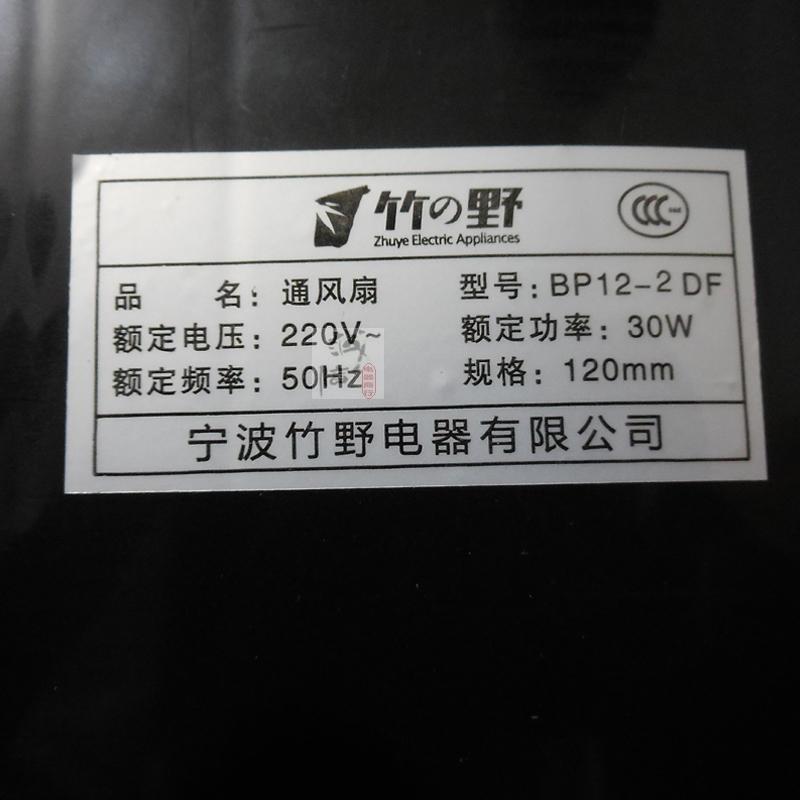 竹の野
Zhuye Electric Appliances
品 名: 通风扇 型号: BP12-2DF
额定电压: 220V~ 额定功率: 30W
额定频率: 50Hz 规格: 120mm
宁波竹野电器有限公司